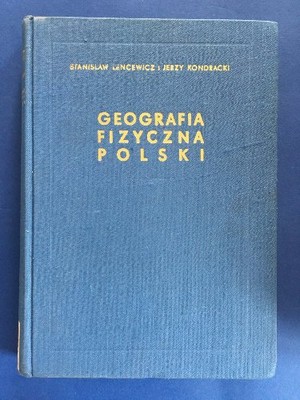 STANISŁAW LENCEWICZ I JERZY KONDRACKI
GEOGRAFIA
FIZYCZNA
POLSKI